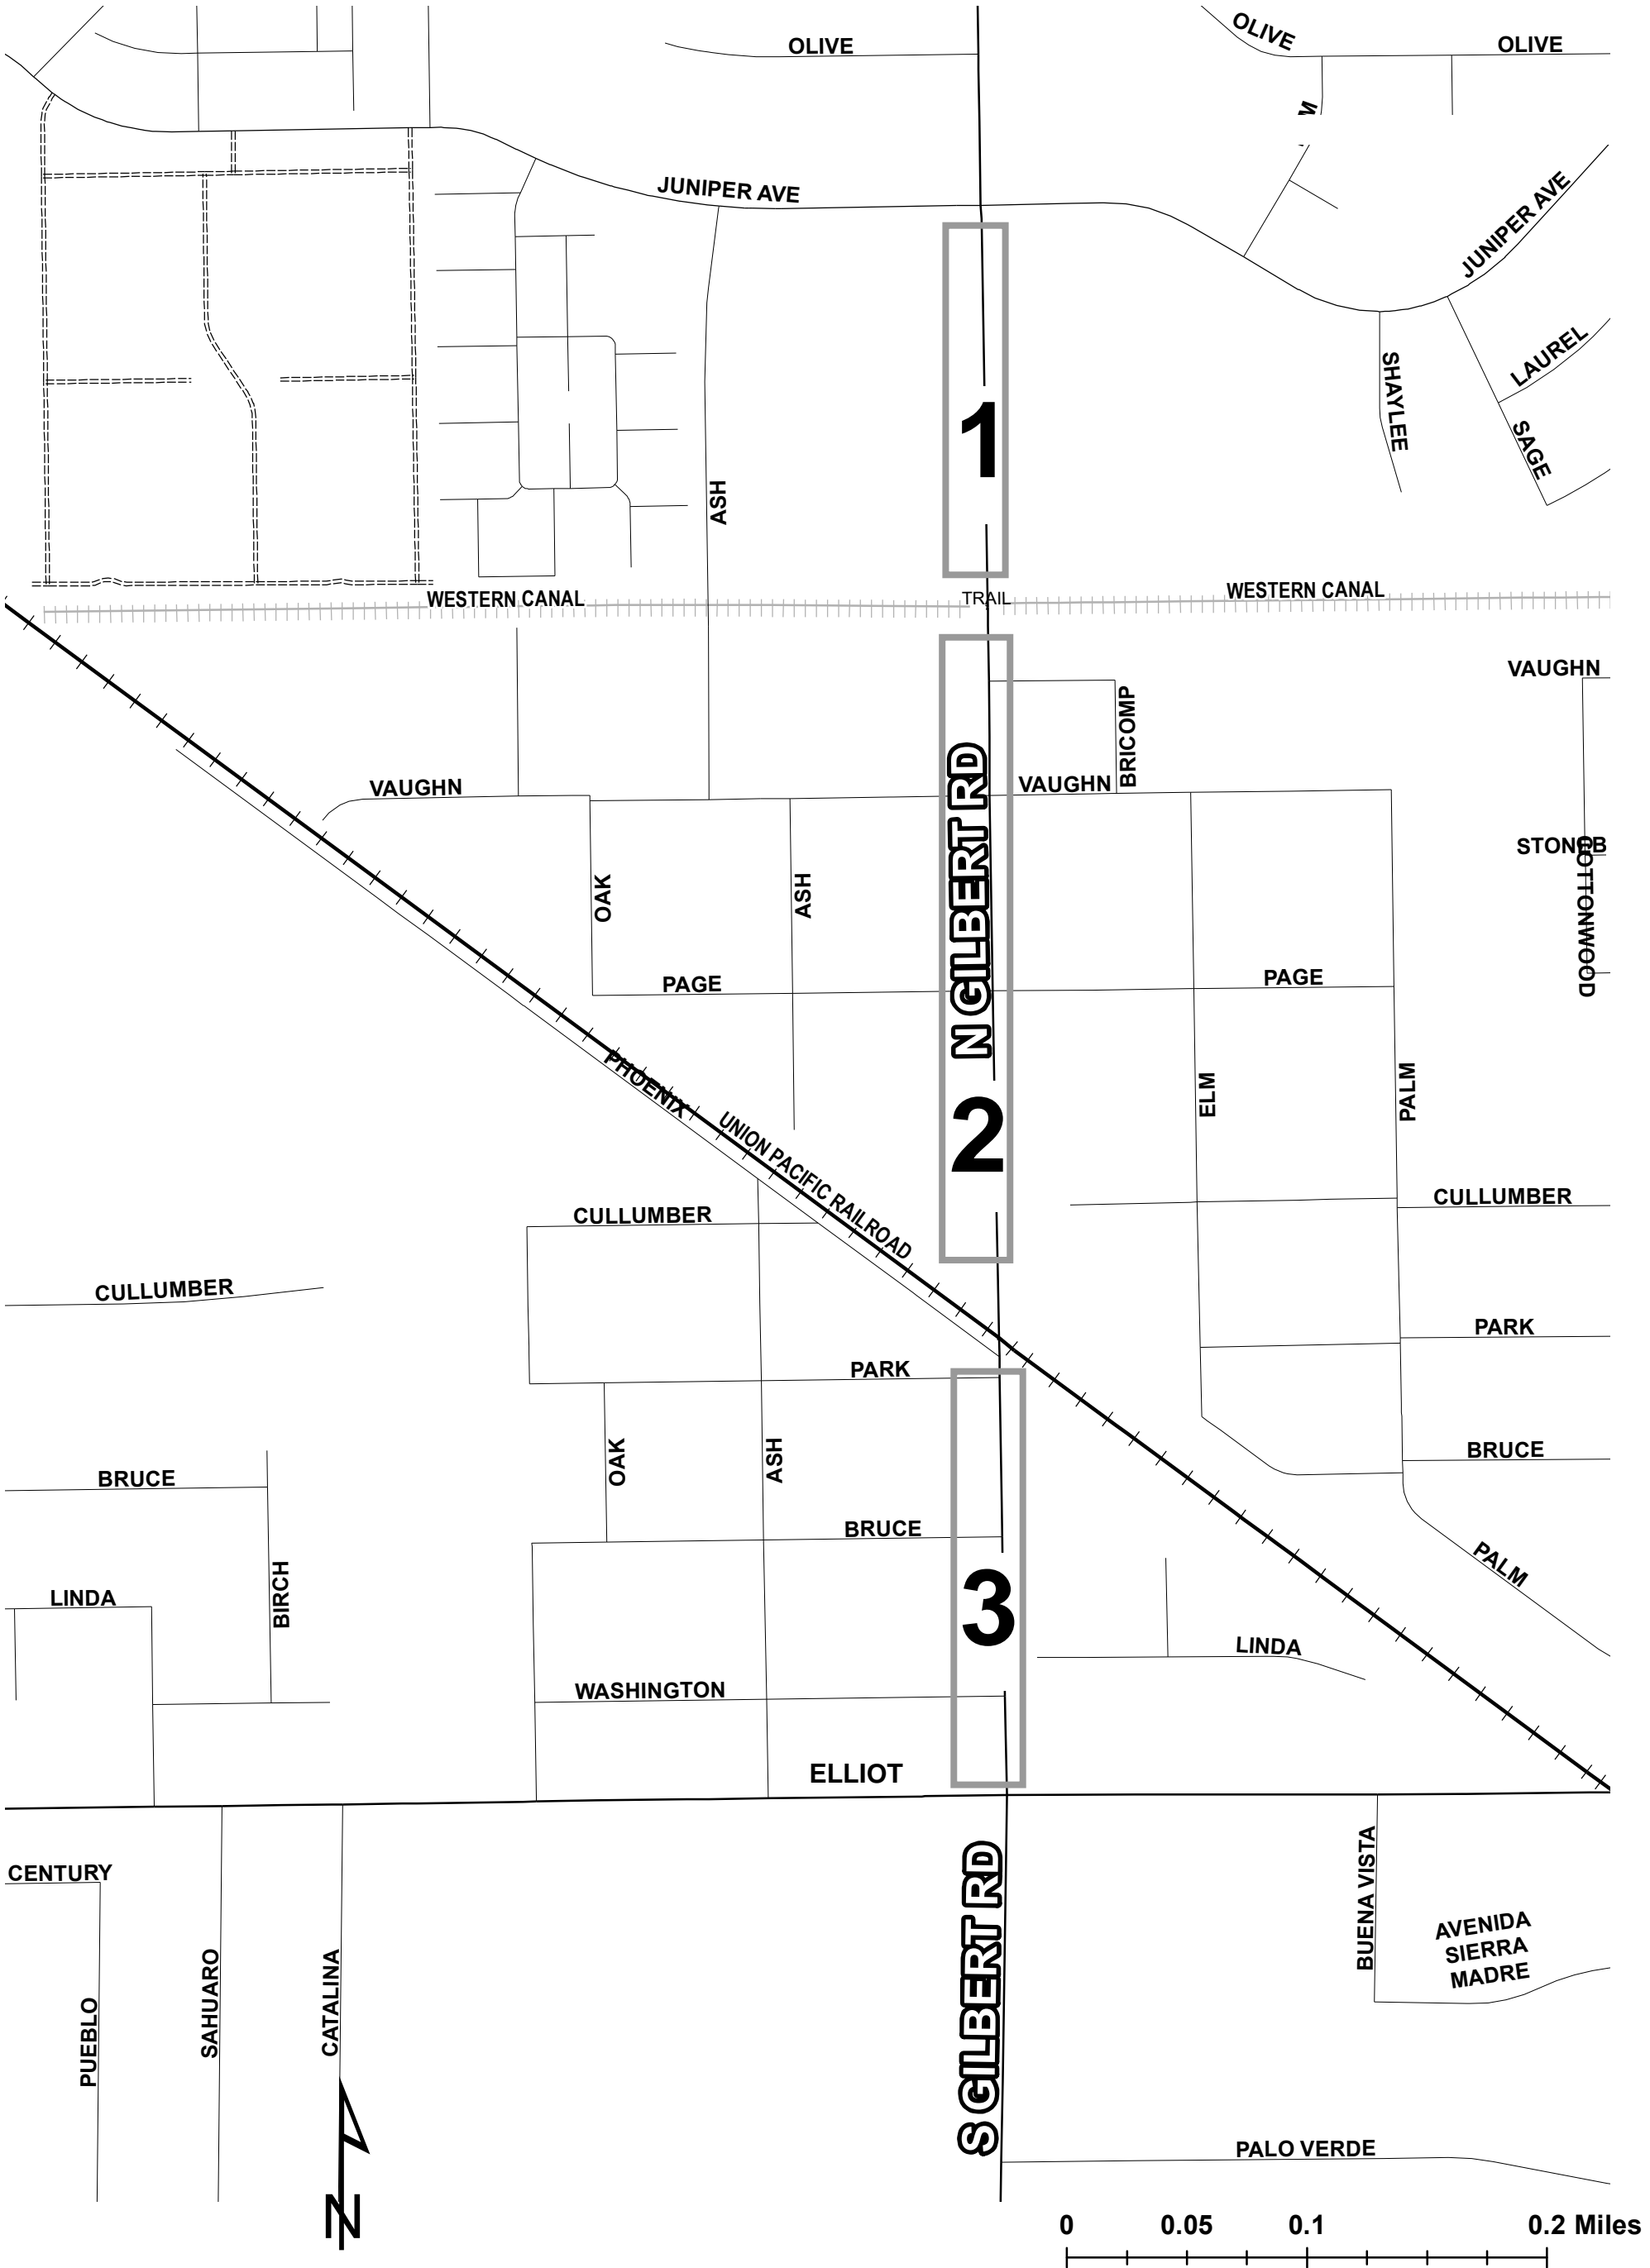 OLIVE
OLIVE
OLIVE
JUNIPER AVE
JUNIPER AVE
LAUREL
SHAYLEE
SAGE
1
ASH
WESTERN CANAL
TRAIL
WESTERN CANAL
VAUGHN
BRICOMP
VAUGHN
VAUGHN
N GILBERT RD
STONEB
COTTONWOOD
OAK
ASH
PAGE
PAGE
PHOENIX
UNION PACIFIC RAILROAD
ELM
PALM
2
CULLUMBER
CULLUMBER
CULLUMBER
PARK
PARK
OAK
ASH
BRUCE
BRUCE
BRUCE
BIRCH
LINDA
3
PALM
LINDA
WASHINGTON
ELLIOT
CENTURY
PUEBLO
SAHUARO
CATALINA
S GILBERT RD
BUENA VISTA
AVENIDA
SIERRA
MADRE
PALO VERDE
N
0 0.05 0.1 0.2 Miles